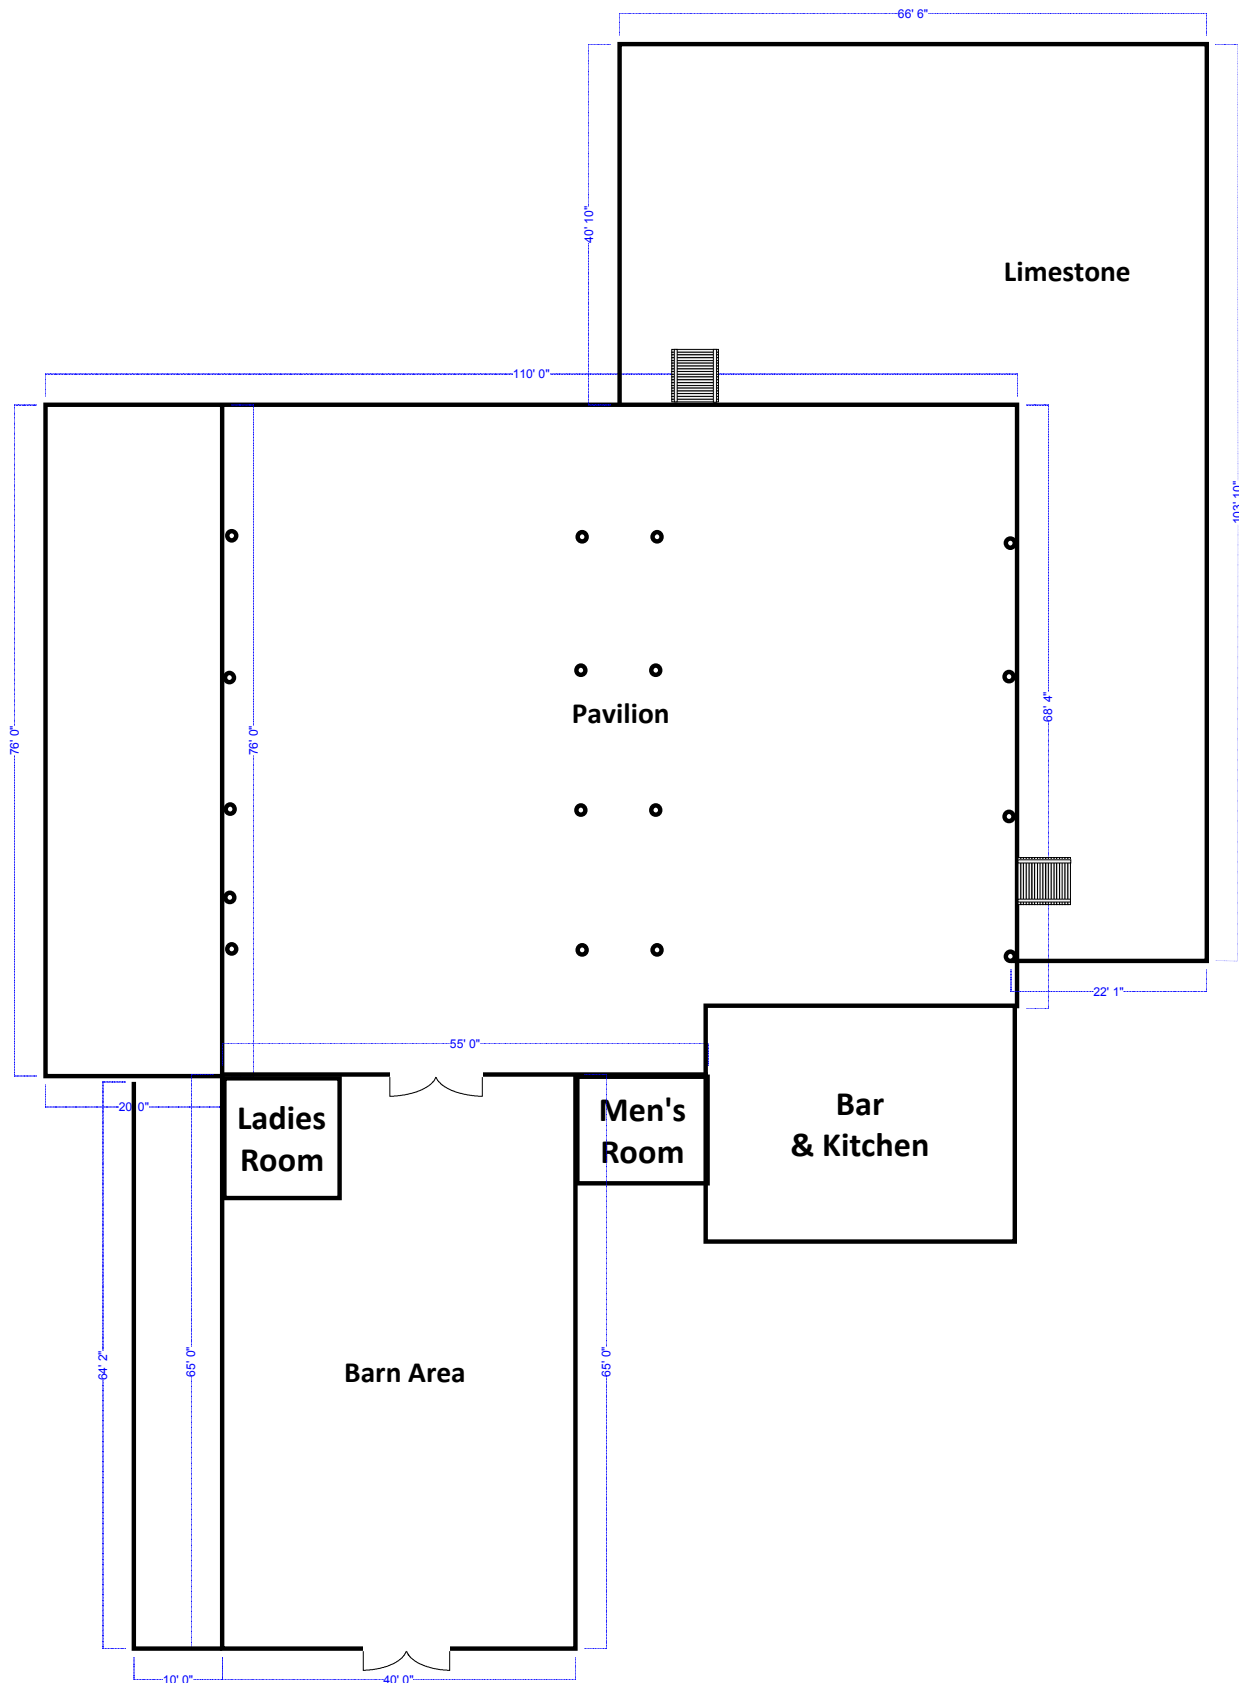 66' 6"
40' 10"
Limestone
110' 0"
103' 10"
Pavilion
68' 4"
76' 0"
76' 0"
22' 1"
55' 0"
20' 0"
Ladies
Room
Men's
Room
Bar
& Kitchen
64' 2"
65' 0"
65' 0"
Barn Area
10' 0"
40' 0"